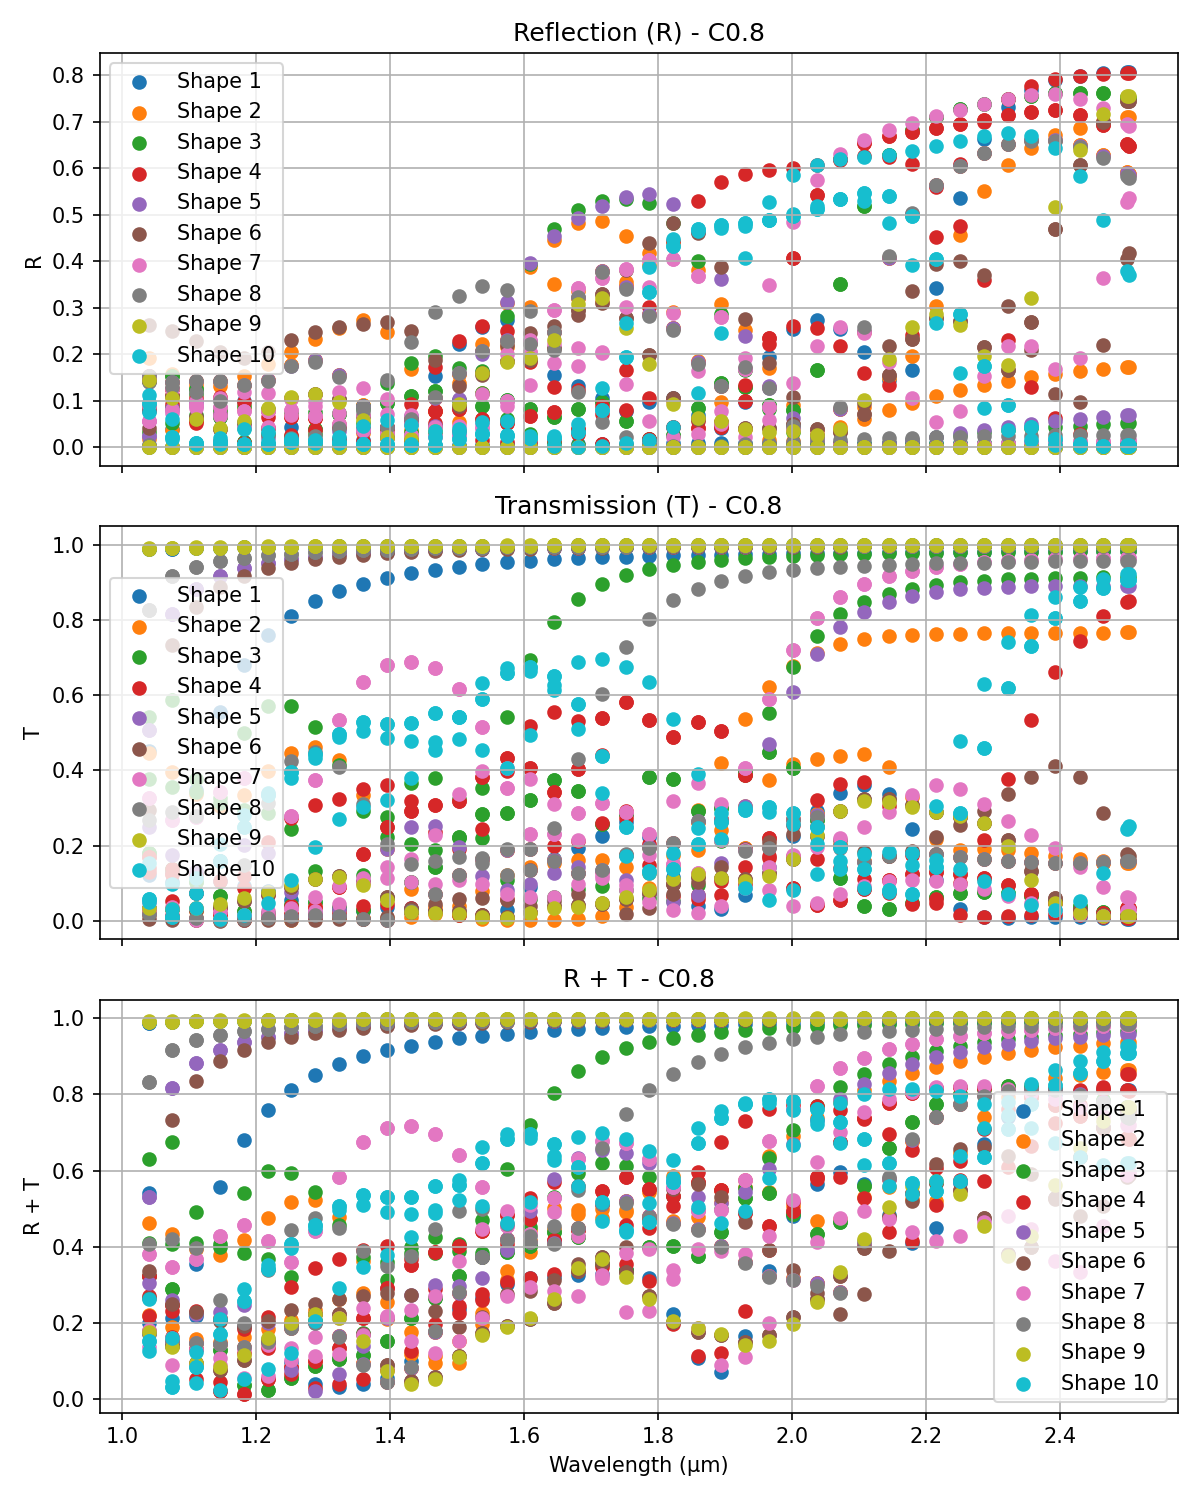 Reflection (R) - C0.8
0.8
0.7
0.6
0.5
0.4
0.3
0.2
0.1
0.0
R
Shape 1
Shape 2
Shape 3
Shape 4
Shape 5
Shape 6
Shape 7
Shape 8
Shape 9
Shape 10
Transmission (T) - C0.8
1.0
0.8
0.6
0.4
0.2
0.0
T
Shape 1
Shape 2
Shape 3
Shape 4
Shape 5
Shape 6
Shape 7
Shape 8
Shape 9
Shape 10
R + T - C0.8
1.0
0.8
0.6
0.4
0.2
0.0
R + T
Shape 1
Shape 2
Shape 3
Shape 4
Shape 5
Shape 6
Shape 7
Shape 8
Shape 9
Shape 10
1.0 1.2 1.4 1.6 1.8 2.0 2.2 2.4
Wavelength (μm)